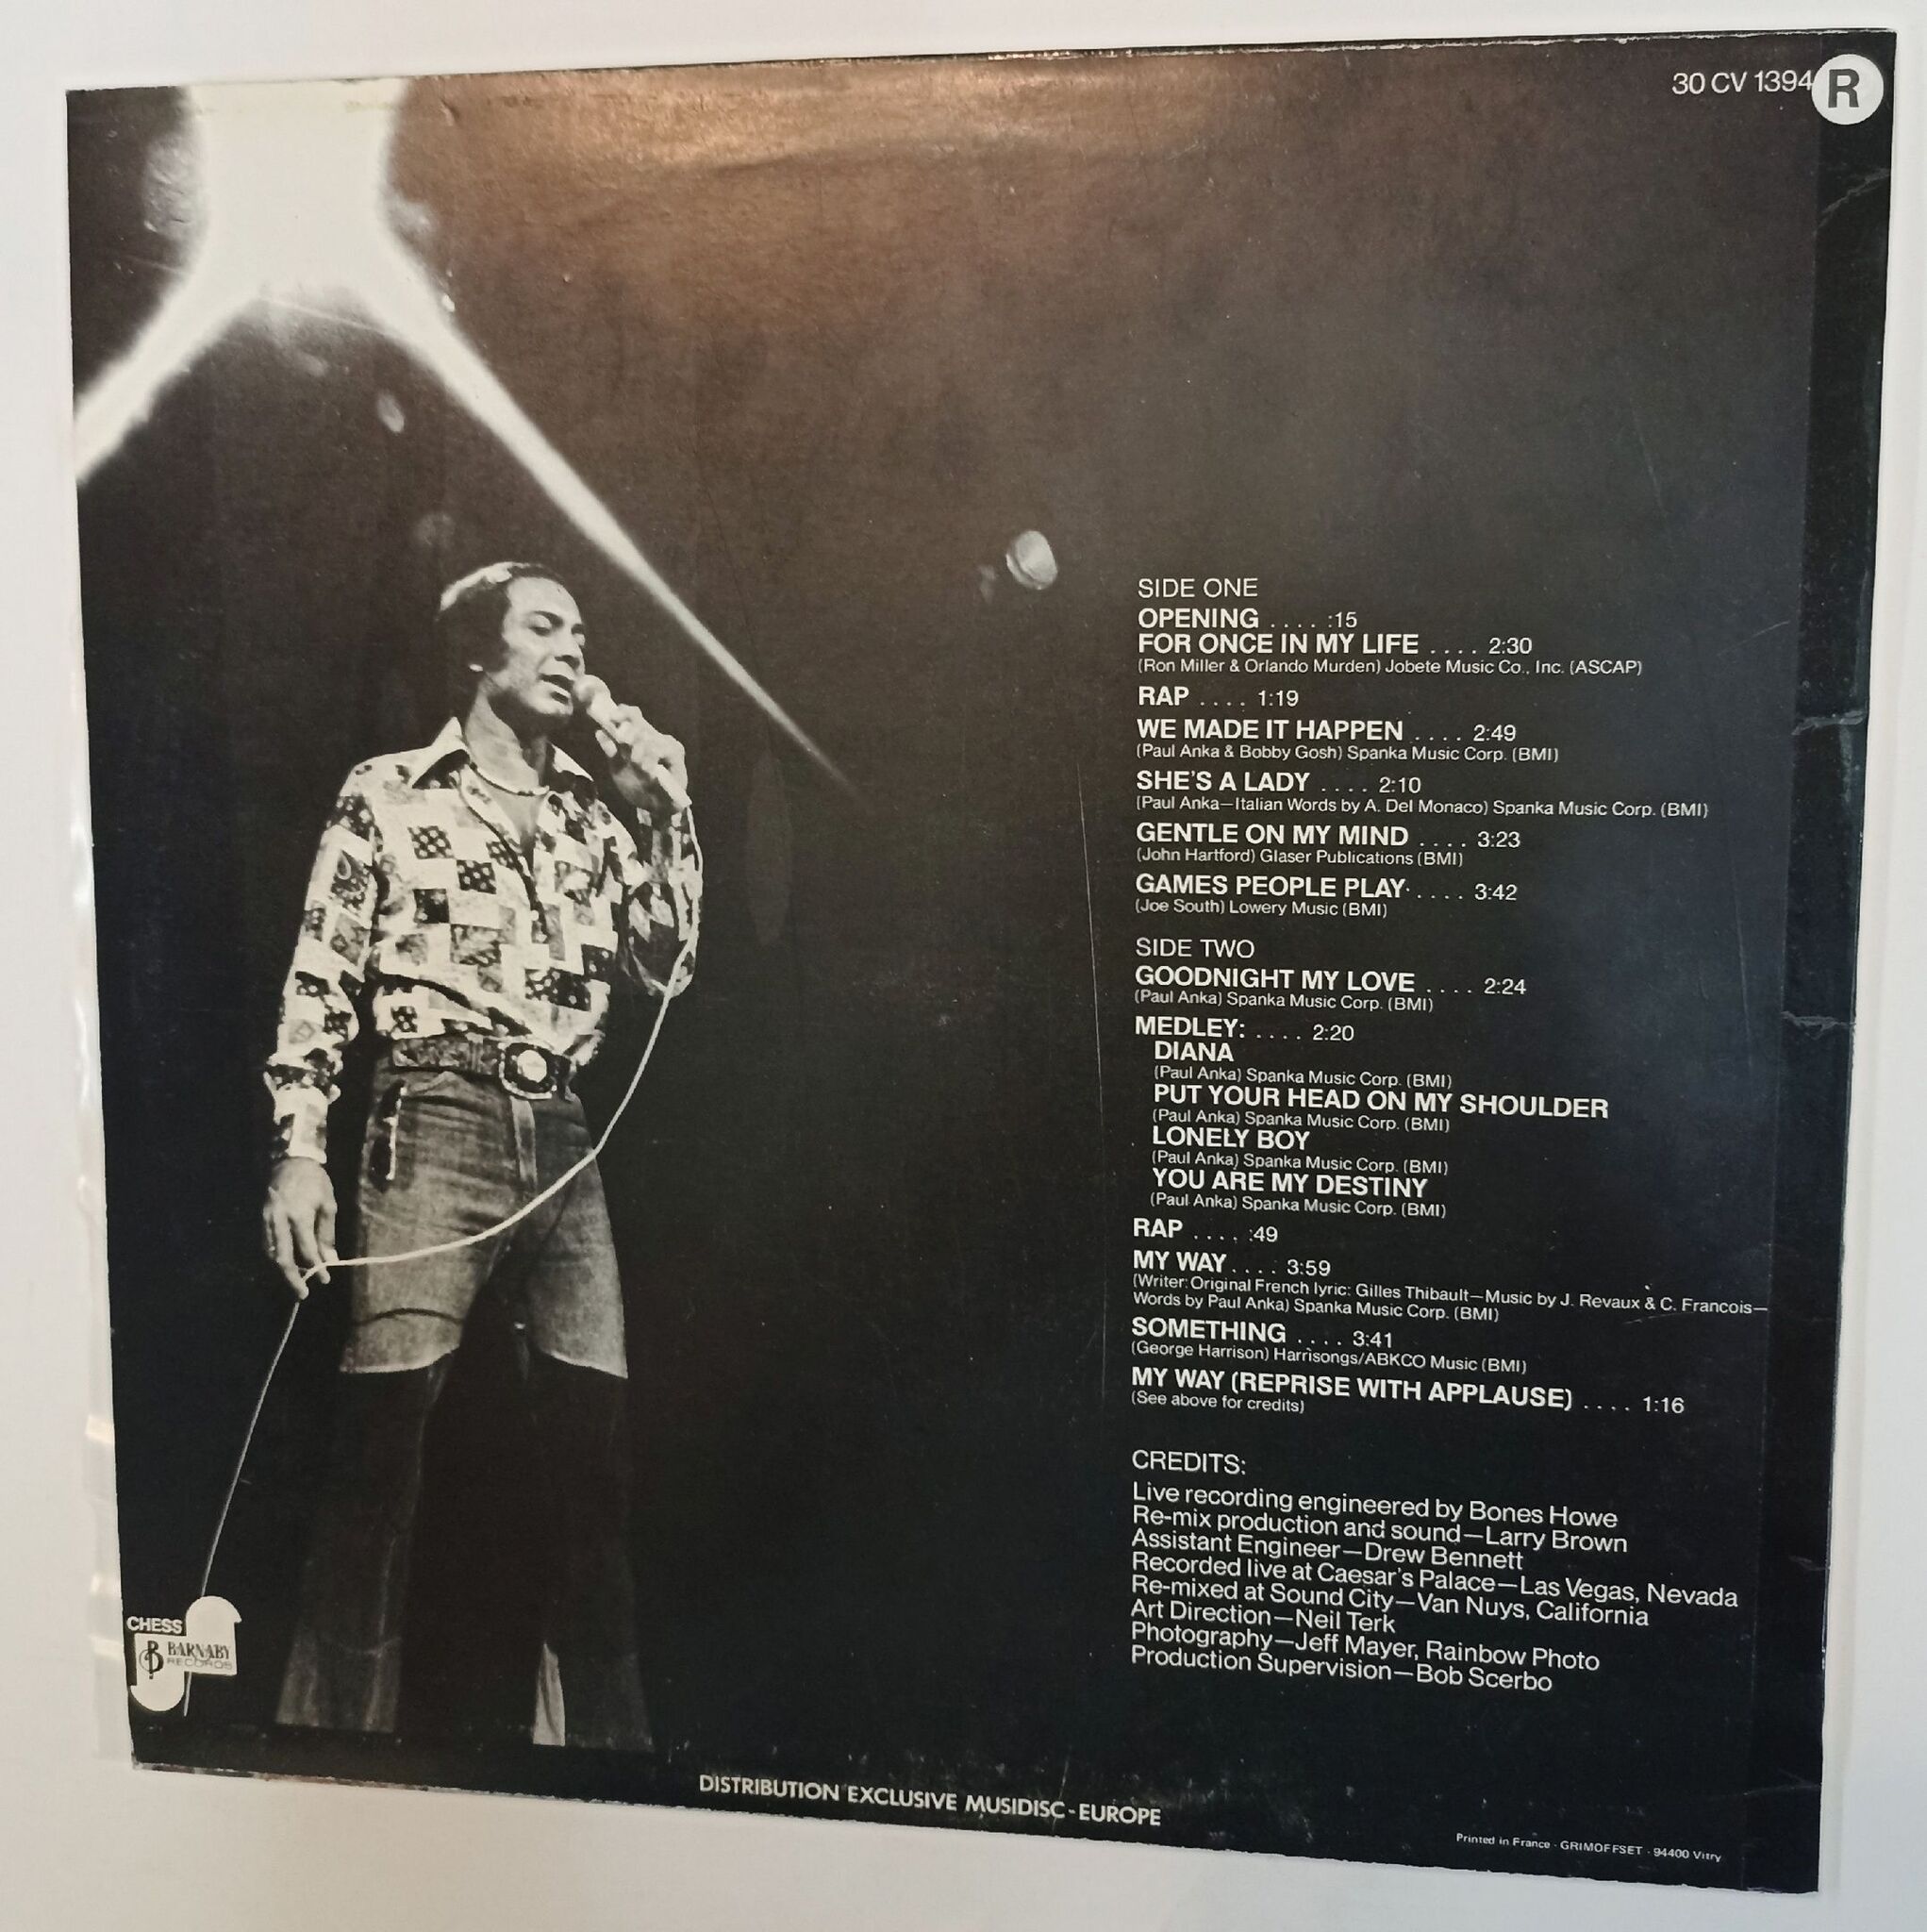 30 CV 1394 R
SIDE ONE
OPENING .... :15
FOR ONCE IN MY LIFE .... 2:30
(Ron Miller & Orlando Murden) Jobete Music Co., Inc. (ASCAP)
RAP .... 1:19
WE MADE IT HAPPEN .... 2:49
(Paul Anka & Bobby Gosh) Spanka Music Corp. (BMI)
SHE'S A LADY .... 2:10
(Paul Anka—Italian Words by A. Del Monaco) Spanka Music Corp. (BMI)
GENTLE ON MY MIND .... 3:23
(John Hartford) Glaser Publications (BMI)
GAMES PEOPLE PLAY .... 3:42
(Joe South) Lowery Music (BMI)
SIDE TWO
GOODNIGHT MY LOVE .... 2:24
(Paul Anka) Spanka Music Corp. (BMI)
MEDLEY: .... 2:20
DIANA
(Paul Anka) Spanka Music Corp. (BMI)
PUT YOUR HEAD ON MY SHOULDER
(Paul Anka) Spanka Music Corp. (BMI)
LONELY BOY
(Paul Anka) Spanka Music Corp. (BMI)
YOU ARE MY DESTINY
(Paul Anka) Spanka Music Corp. (BMI)
RAP .... :49
MY WAY .... 3:59
(Writer: Original French lyric: Gilles Thibault—Music by J. Revaux & C. Francois—
Words by Paul Anka) Spanka Music Corp. (BMI)
SOMETHING .... 3:41
(George Harrison) Harrisongs/ABKCO Music (BMI)
MY WAY (REPRISE WITH APPLAUSE) .... 1:16
(See above for credits)
CREDITS:
Live recording engineered by Bones Howe
Re-mix production and sound—Larry Brown
Assistant Engineer—Drew Bennett
Recorded live at Caesar's Palace—Las Vegas, Nevada
Re-mixed at Sound City—Van Nuys, California
Art Direction—Neil Terk
Photography—Jeff Mayer, Rainbow Photo
Production Supervision—Bob Scerbo
CHESS
B BARNABY
RECORDS
DISTRIBUTION EXCLUSIVE MUSIDISC-EUROPE
Printed in France - GRIMOFFSET - 94400 Vitry